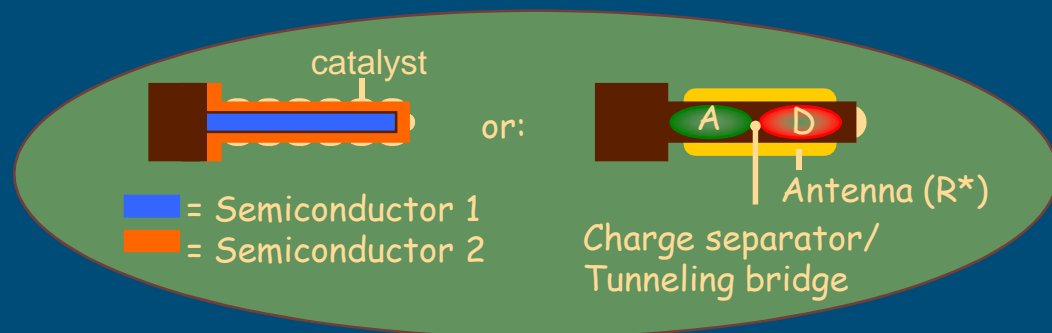 catalyst
or:
A
D
= Semiconductor 1
= Semiconductor 2
Antenna (R*)
Charge separator/
Tunneling bridge